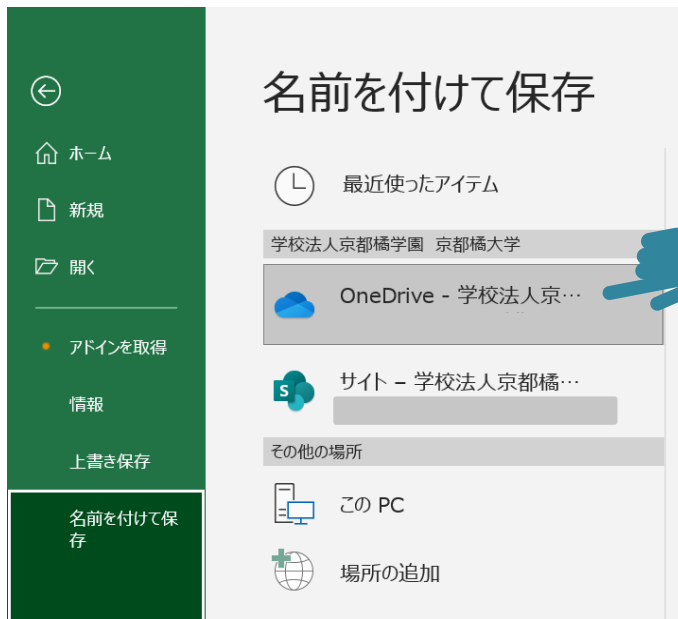 名前を付けて保存
ホーム
新規
開く
アドインを取得
情報
上書き保存
名前を付けて保
存
最近使ったアイテム
学校法人京都橘学園 京都橘大学
OneDrive - 学校法人京…
サイト – 学校法人京都橘…
その他の場所
この PC
場所の追加